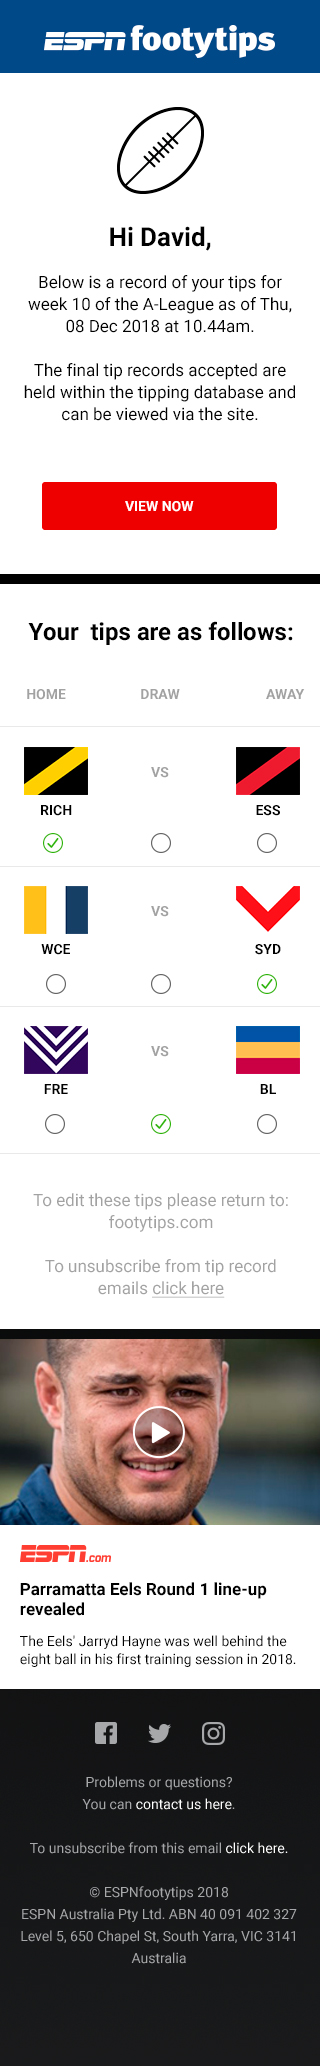 ESPN footytips
Hi David,
Below is a record of your tips for
week 10 of the A-League as of Thu,
08 Dec 2018 at 10.44am.
The final tip records accepted are
held within the tipping database and
can be viewed via the site.
VIEW NOW
Your tips are as follows:
HOME DRAW AWAY
VS
RICH ESS
VS
WCE SYD
VS
FRE BL
To edit these tips please return to:
footytips.com
To unsubscribe from tip record
emails click here
ESPN.com
Parramatta Eels Round 1 line-up
revealed
The Eels' Jarryd Hayne was well behind the
eight ball in his first training session in 2018.
Problems or questions?
You can contact us here.
To unsubscribe from this email click here.
© ESPNfootytips 2018
ESPN Australia Pty Ltd. ABN 40 091 402 327
Level 5, 650 Chapel St, South Yarra, VIC 3141
Australia